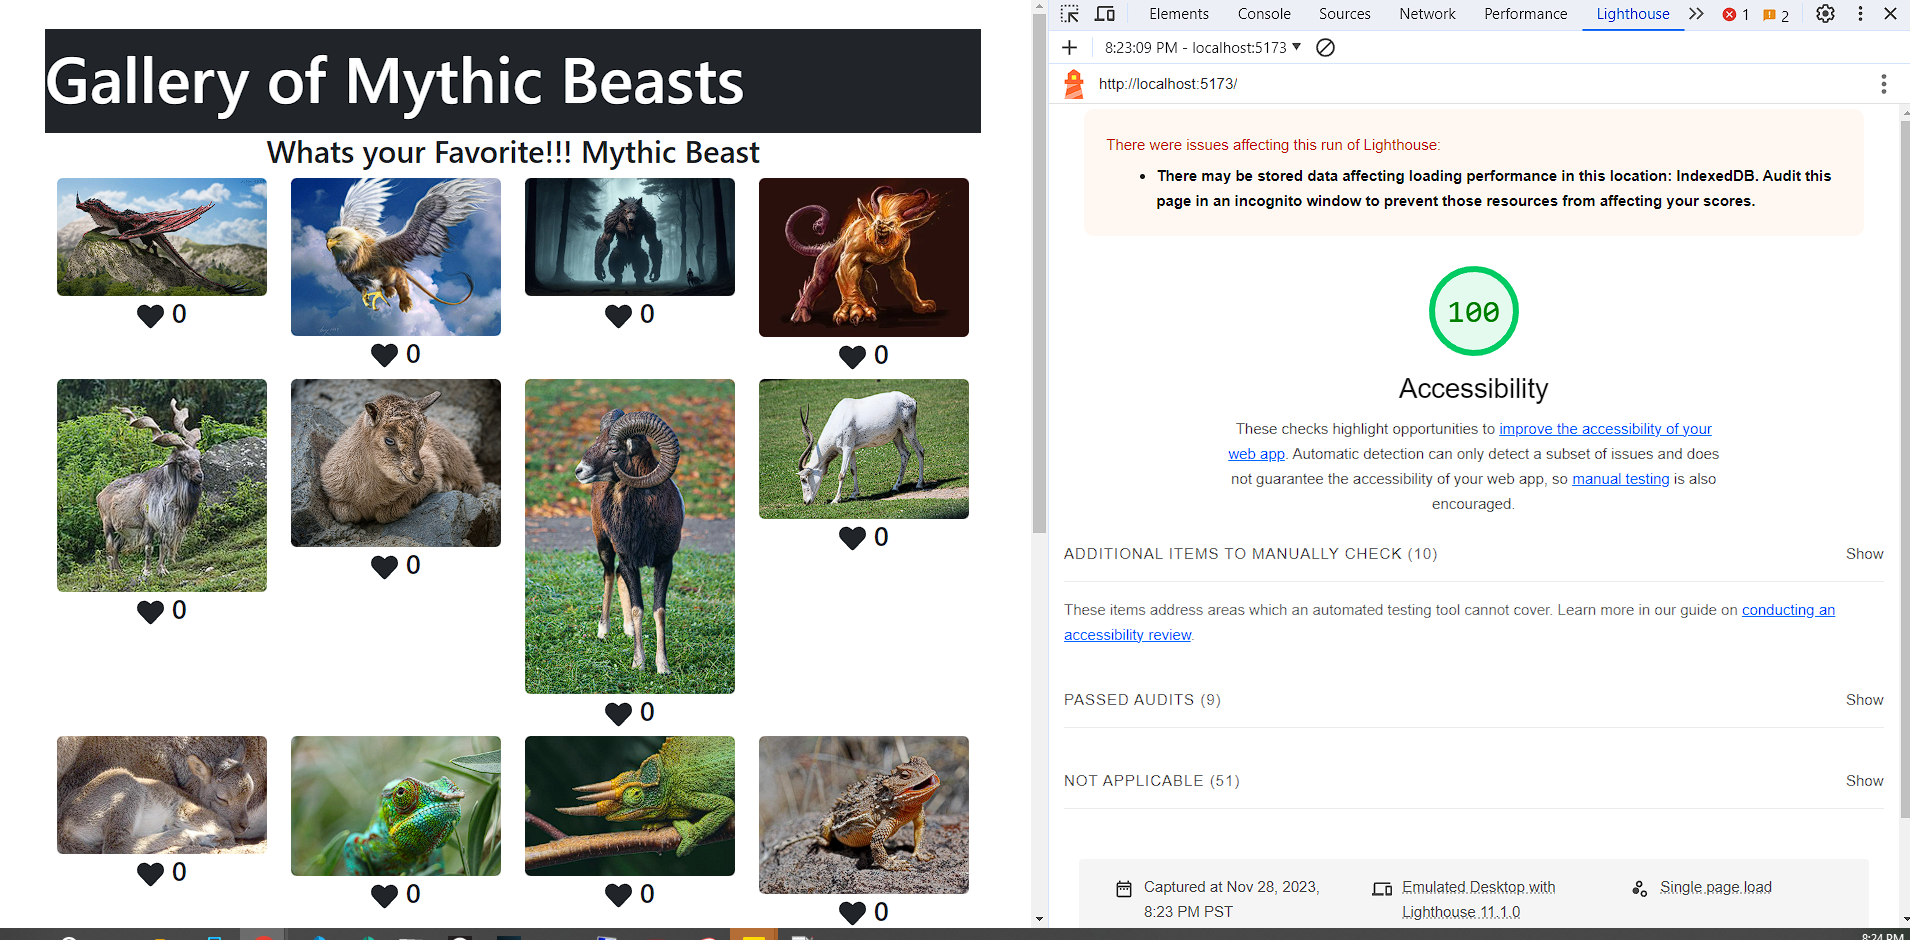 Gallery of Mythic Beasts
Whats your Favorite!!! Mythic Beast
0
0
0
0
0
0
0
0
0
0
0
0
Elements Console Sources Network Performance Lighthouse 1 2
8:23:09 PM - localhost:5173
http://localhost:5173/
There were issues affecting this run of Lighthouse:
There may be stored data affecting loading performance in this location: IndexedDB. Audit this
page in an incognito window to prevent those resources from affecting your scores.
100
Accessibility
These checks highlight opportunities to improve the accessibility of your
web app. Automatic detection can only detect a subset of issues and does
not guarantee the accessibility of your web app, so manual testing is also
encouraged.
ADDITIONAL ITEMS TO MANUALLY CHECK (10) Show
These items address areas which an automated testing tool cannot cover. Learn more in our guide on conducting an
accessibility review.
PASSED AUDITS (9) Show
NOT APPLICABLE (51) Show
Captured at Nov 28, 2023,
8:23 PM PST
Emulated Desktop with
Lighthouse 11.1.0
Single page load
8:24 PM